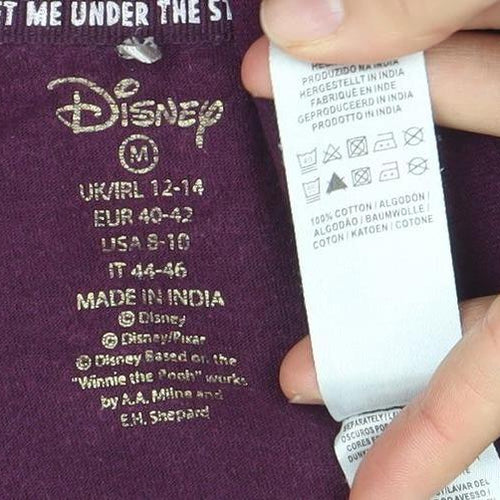 ET ME UNDER THE ST
DISNEY
M
UK/IRL 12-14
EUR 40-42
USA 8-10
IT 44-46
MADE IN INDIA
© Disney
© Disney/Pixar
© Disney Based on the
"Winnie the Pooh" works
by A.A. Milne and
E.H. Shepard
PRODUZIDO NA INDIA
HERGESTELLT IN INDIA
FABRIQUÉ EN INDE
GEPRODUCEERD IN INDIA
PRODOTTO IN INDIA
100% COTTON / ALGODÓN /
ALGODÃO / BAUMWOLLE /
COTON / KATOEN / COTONE
OSCUROS POR